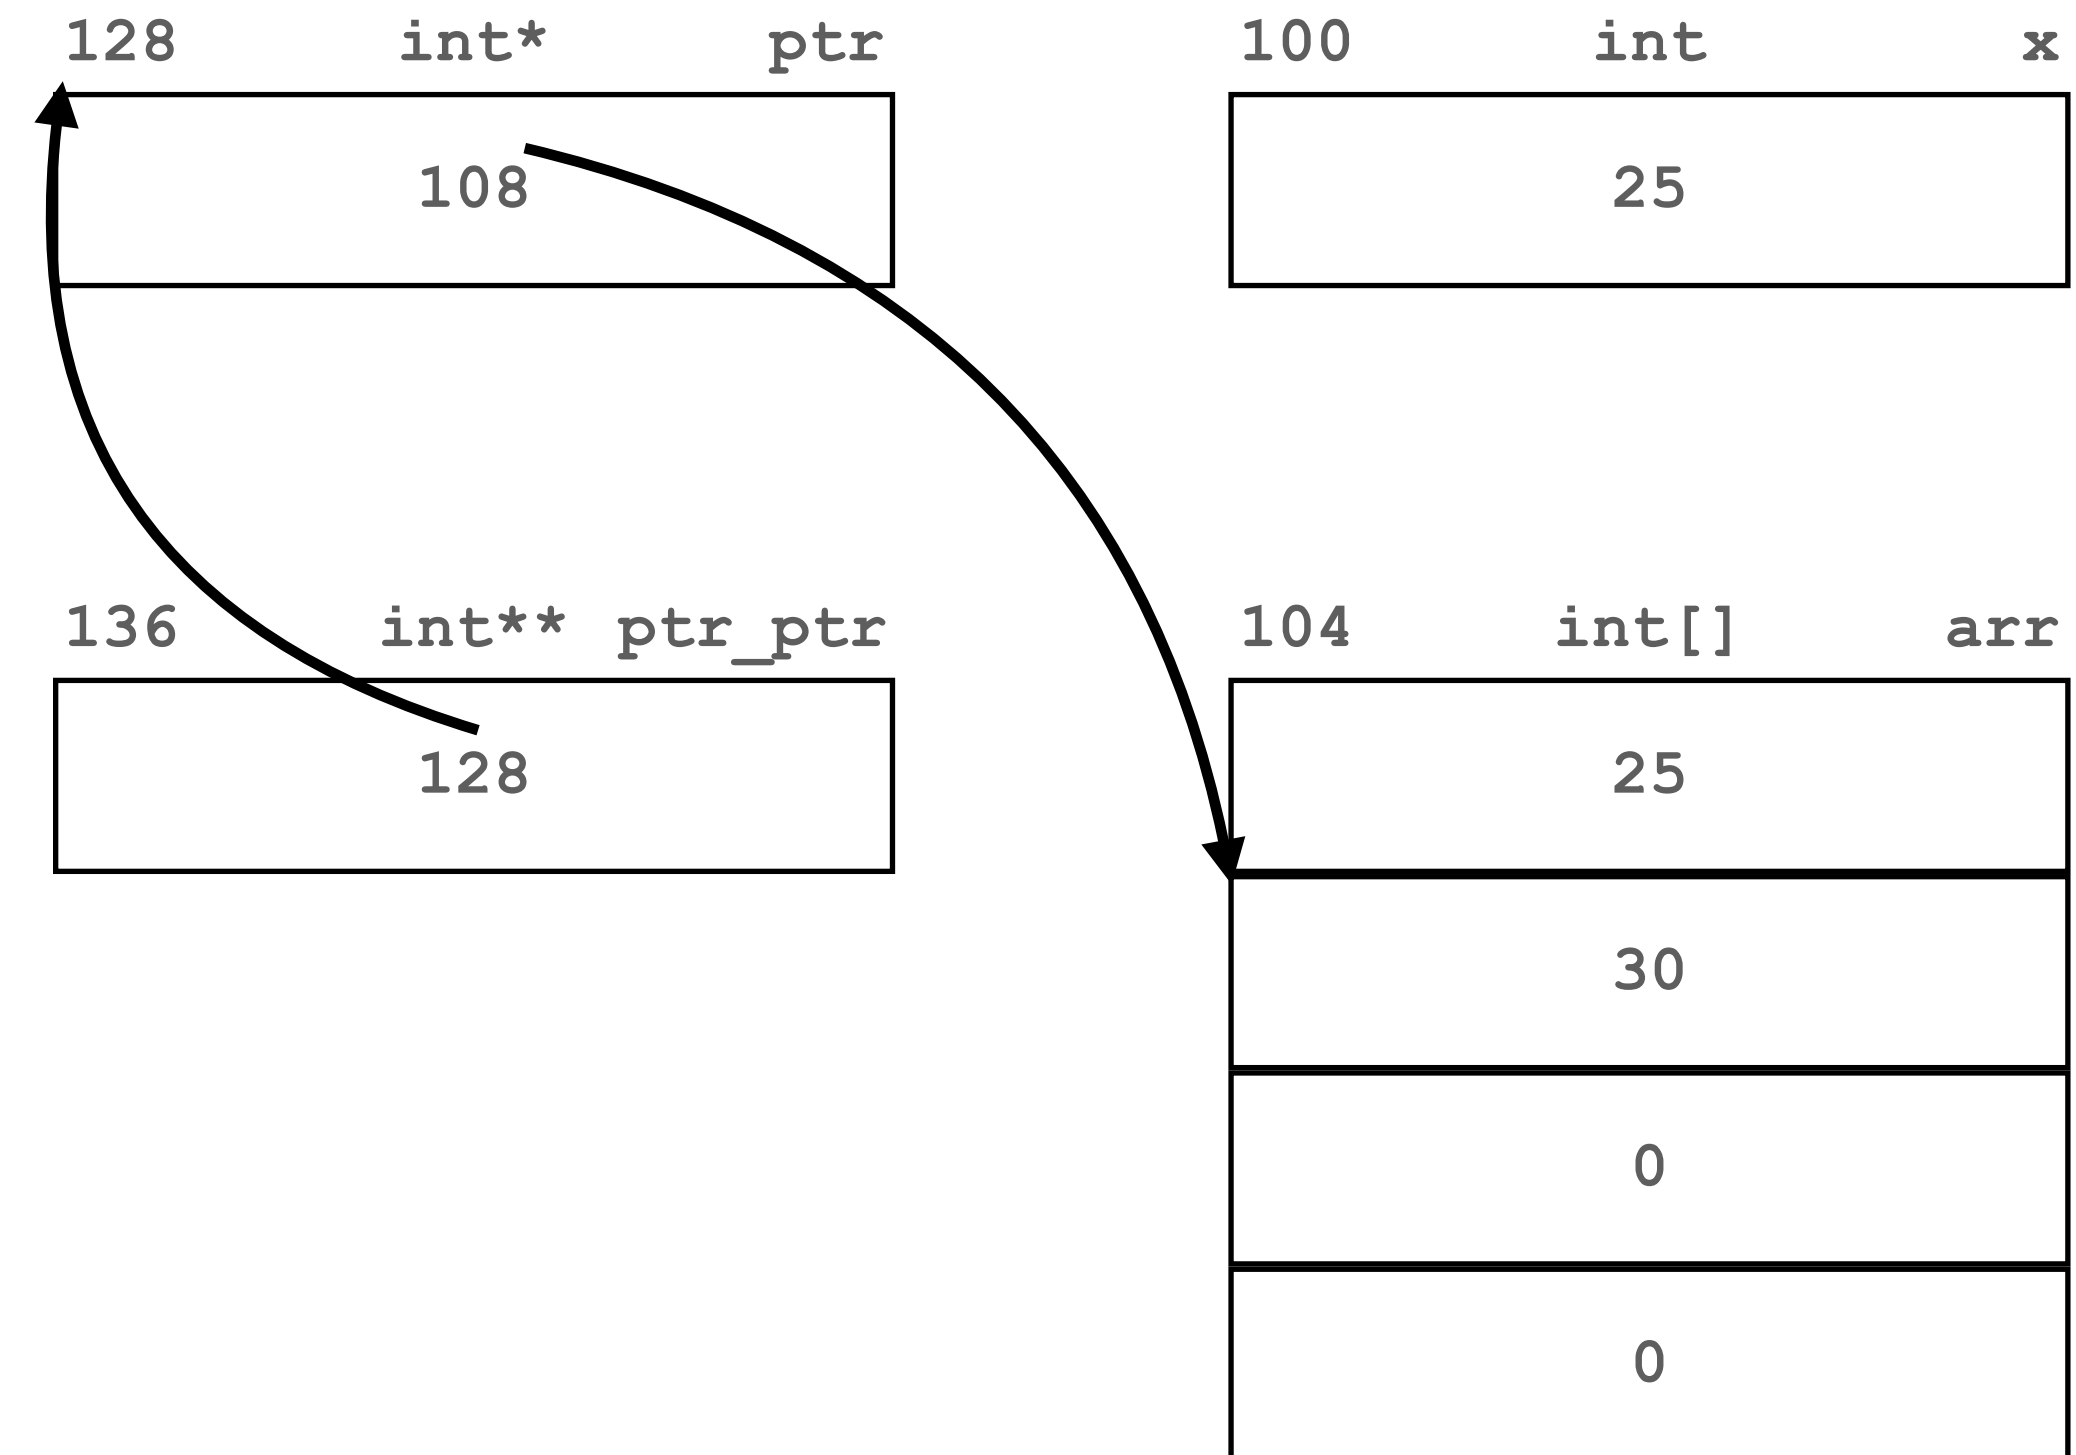 128 int* ptr
108
100 int x
25
136 int** ptr_ptr
128
104 int[] arr
25
30
0
0